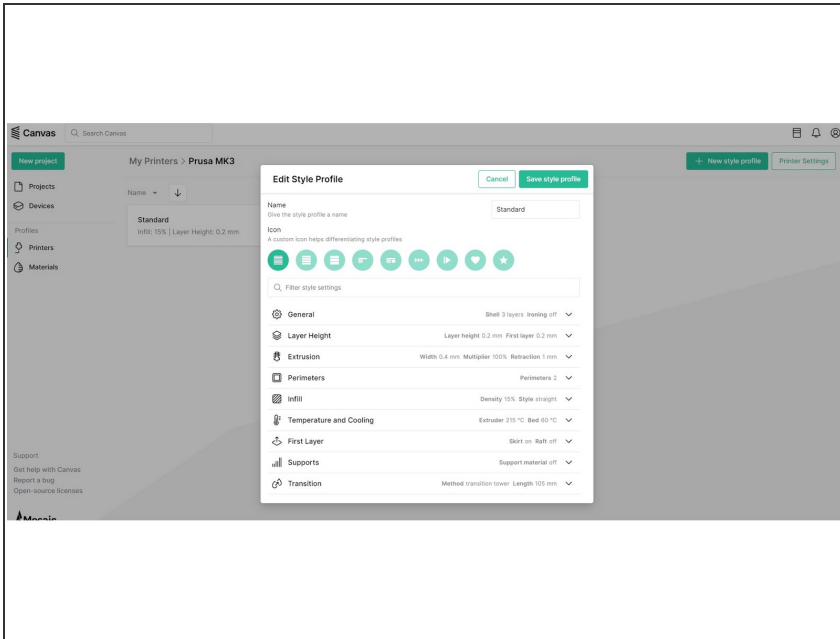 Canvas
Search Canvas
New project
My Printers > Prusa MK3
+ New style profile
Printer Settings
Projects
Devices
Profiles
Printers
Materials
Name
Standard
Infill: 15% | Layer Height: 0.2 mm
Edit Style Profile
Cancel
Save style profile
Name
Give the style profile a name
Standard
Icon
A custom icon helps differentiating style profiles
Filter style settings
General Shell 3 layers Ironing off
Layer Height Layer height 0.2 mm First layer 0.2 mm
Extrusion Width 0.4 mm Multiplier 100% Retraction 1 mm
Perimeters Perimeters 2
Infill Density 15% Style straight
Temperature and Cooling Extruder 215 °C Bed 60 °C
First Layer Skirt on Raft off
Supports Support material off
Transition Method transition tower Length 105 mm
Support
Get help with Canvas
Report a bug
Open-source licenses
Mosaic